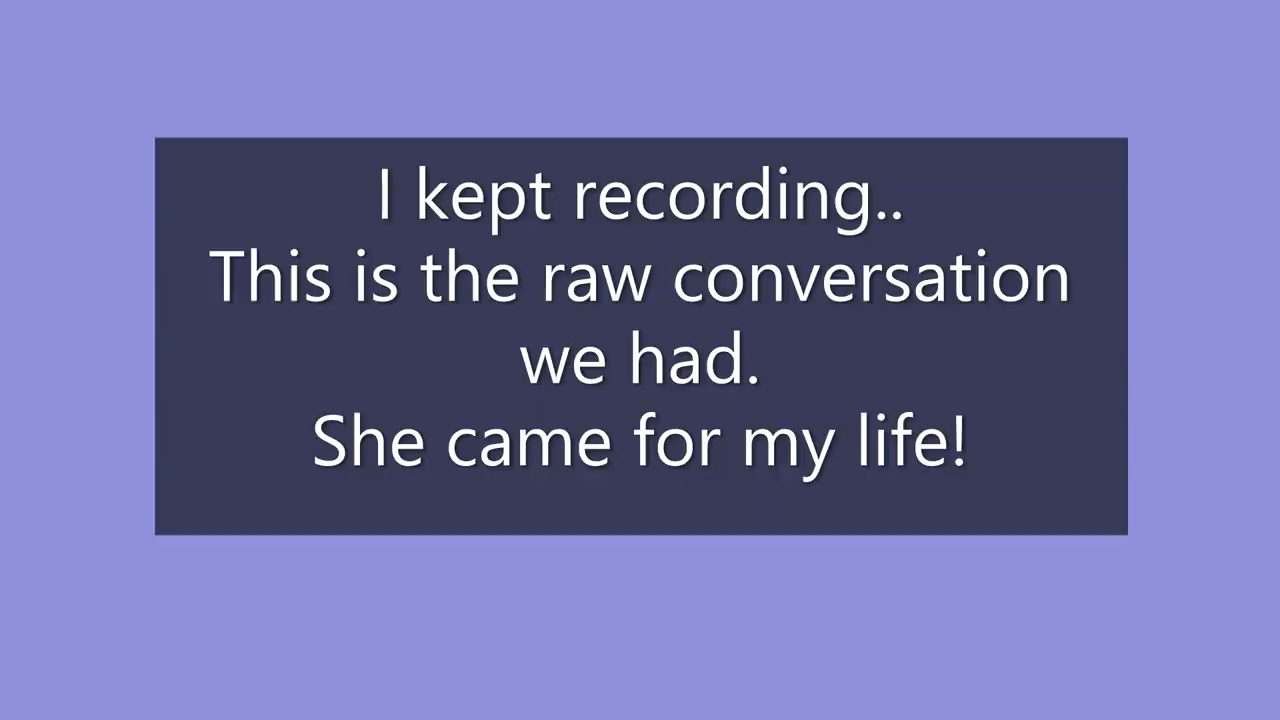 I kept recording..
This is the raw conversation
we had.
She came for my life!